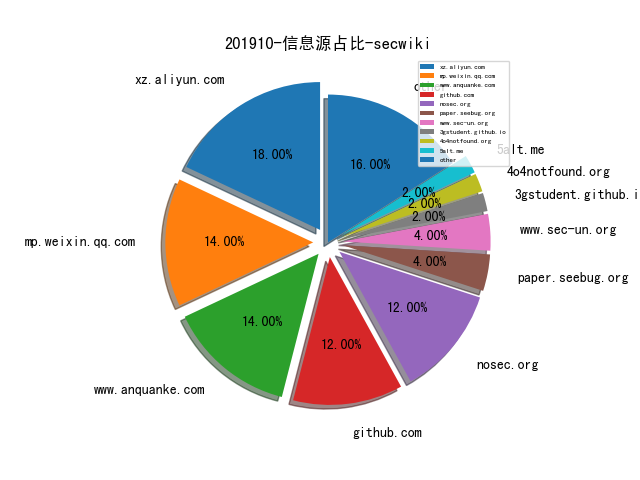 201910-信息源占比-secwiki
xz.aliyun.com
mp.weixin.qq.com
www.anquanke.com
github.com
nosec.org
paper.seebug.org
www.sec-un.org
3gstudent.github.i
4o4notfound.org
5alt.me
18.00%
14.00%
14.00%
12.00%
12.00%
4.00%
4.00%
2.00%
2.00%
2.00%
16.00%
xz.aliyun.com
mp.weixin.qq.com
www.anquanke.com
github.com
nosec.org
paper.seebug.org
www.sec-un.org
3gstudent.github.io
4o4notfound.org
5alt.me
other